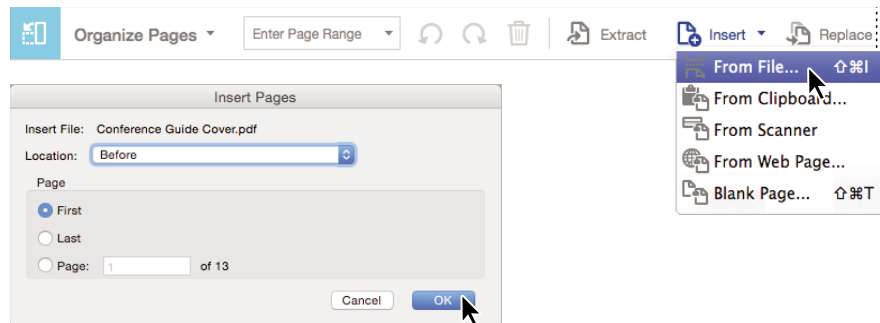 Organize Pages Enter Page Range Extract Insert Replace
From File... ⇧⌘I
From Clipboard...
From Scanner
From Web Page...
Blank Page... ⇧⌘T
Insert Pages
Insert File: Conference Guide Cover.pdf
Location: Before
Page
First
Last
Page: 1 of 13
Cancel OK